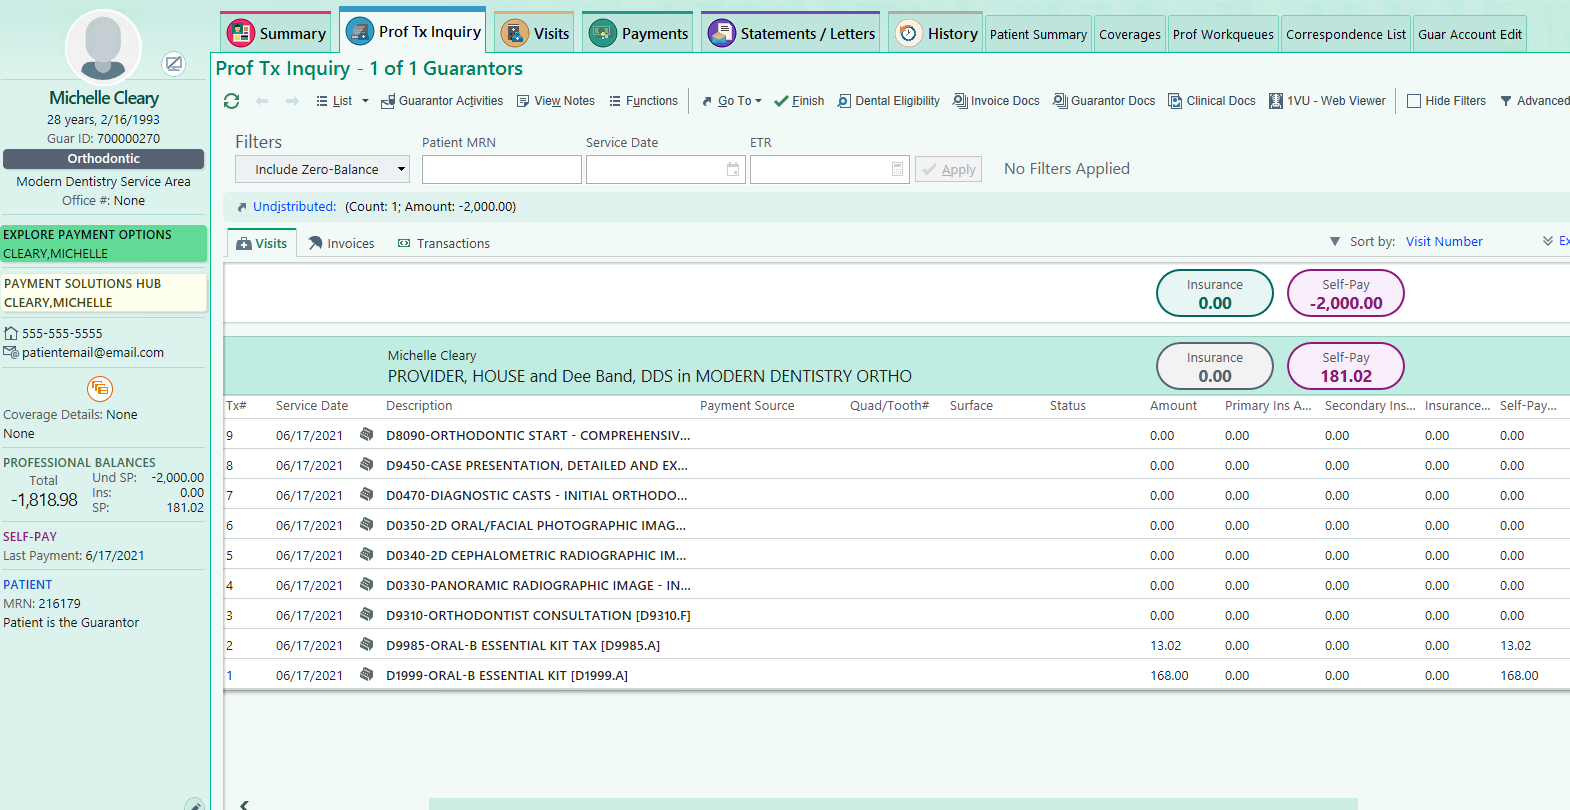 Summary
Prof Tx Inquiry
Visits
Payments
Statements / Letters
History
Patient Summary
Coverages
Prof Workqueues
Correspondence List
Guar Account Edit
Michelle Cleary
28 years, 2/16/1993
Guar ID: 700000270
Orthodontic
Modern Dentistry Service Area
Office #: None
EXPLORE PAYMENT OPTIONS
CLEARY,MICHELLE
PAYMENT SOLUTIONS HUB
CLEARY,MICHELLE
555-555-5555
patientemail@email.com
Coverage Details: None
None
PROFESSIONAL BALANCES
Total
-1,818.98
Und SP: -2,000.00
Ins: 0.00
SP: 181.02
SELF-PAY
Last Payment: 6/17/2021
PATIENT
MRN: 216179
Patient is the Guarantor
Prof Tx Inquiry - 1 of 1 Guarantors
List Guarantor Activities View Notes Functions Go To Finish Dental Eligibility Invoice Docs Guarantor Docs Clinical Docs 1VU - Web Viewer Hide Filters Advanced
Filters Patient MRN Service Date ETR
Include Zero-Balance Apply No Filters Applied
Undistributed: (Count: 1; Amount: -2,000.00)
Visits Invoices Transactions Sort by: Visit Number Ex
Insurance Self-Pay
0.00 -2,000.00
Michelle Cleary
PROVIDER, HOUSE and Dee Band, DDS in MODERN DENTISTRY ORTHO
Insurance Self-Pay
0.00 181.02
Tx# Service Date Description Payment Source Quad/Tooth# Surface Status Amount Primary Ins A... Secondary Ins... Insurance... Self-Pay...
9 06/17/2021 D8090-ORTHODONTIC START - COMPREHENSIV... 0.00 0.00 0.00 0.00 0.00
8 06/17/2021 D9450-CASE PRESENTATION, DETAILED AND EX... 0.00 0.00 0.00 0.00 0.00
7 06/17/2021 D0470-DIAGNOSTIC CASTS - INITIAL ORTHODO... 0.00 0.00 0.00 0.00 0.00
6 06/17/2021 D0350-2D ORAL/FACIAL PHOTOGRAPHIC IMAG... 0.00 0.00 0.00 0.00 0.00
5 06/17/2021 D0340-2D CEPHALOMETRIC RADIOGRAPHIC IM... 0.00 0.00 0.00 0.00 0.00
4 06/17/2021 D0330-PANORAMIC RADIOGRAPHIC IMAGE - IN... 0.00 0.00 0.00 0.00 0.00
3 06/17/2021 D9310-ORTHODONTIST CONSULTATION [D9310.F] 0.00 0.00 0.00 0.00 0.00
2 06/17/2021 D9985-ORAL-B ESSENTIAL KIT TAX [D9985.A] 13.02 0.00 0.00 0.00 13.02
1 06/17/2021 D1999-ORAL-B ESSENTIAL KIT [D1999.A] 168.00 0.00 0.00 0.00 168.00